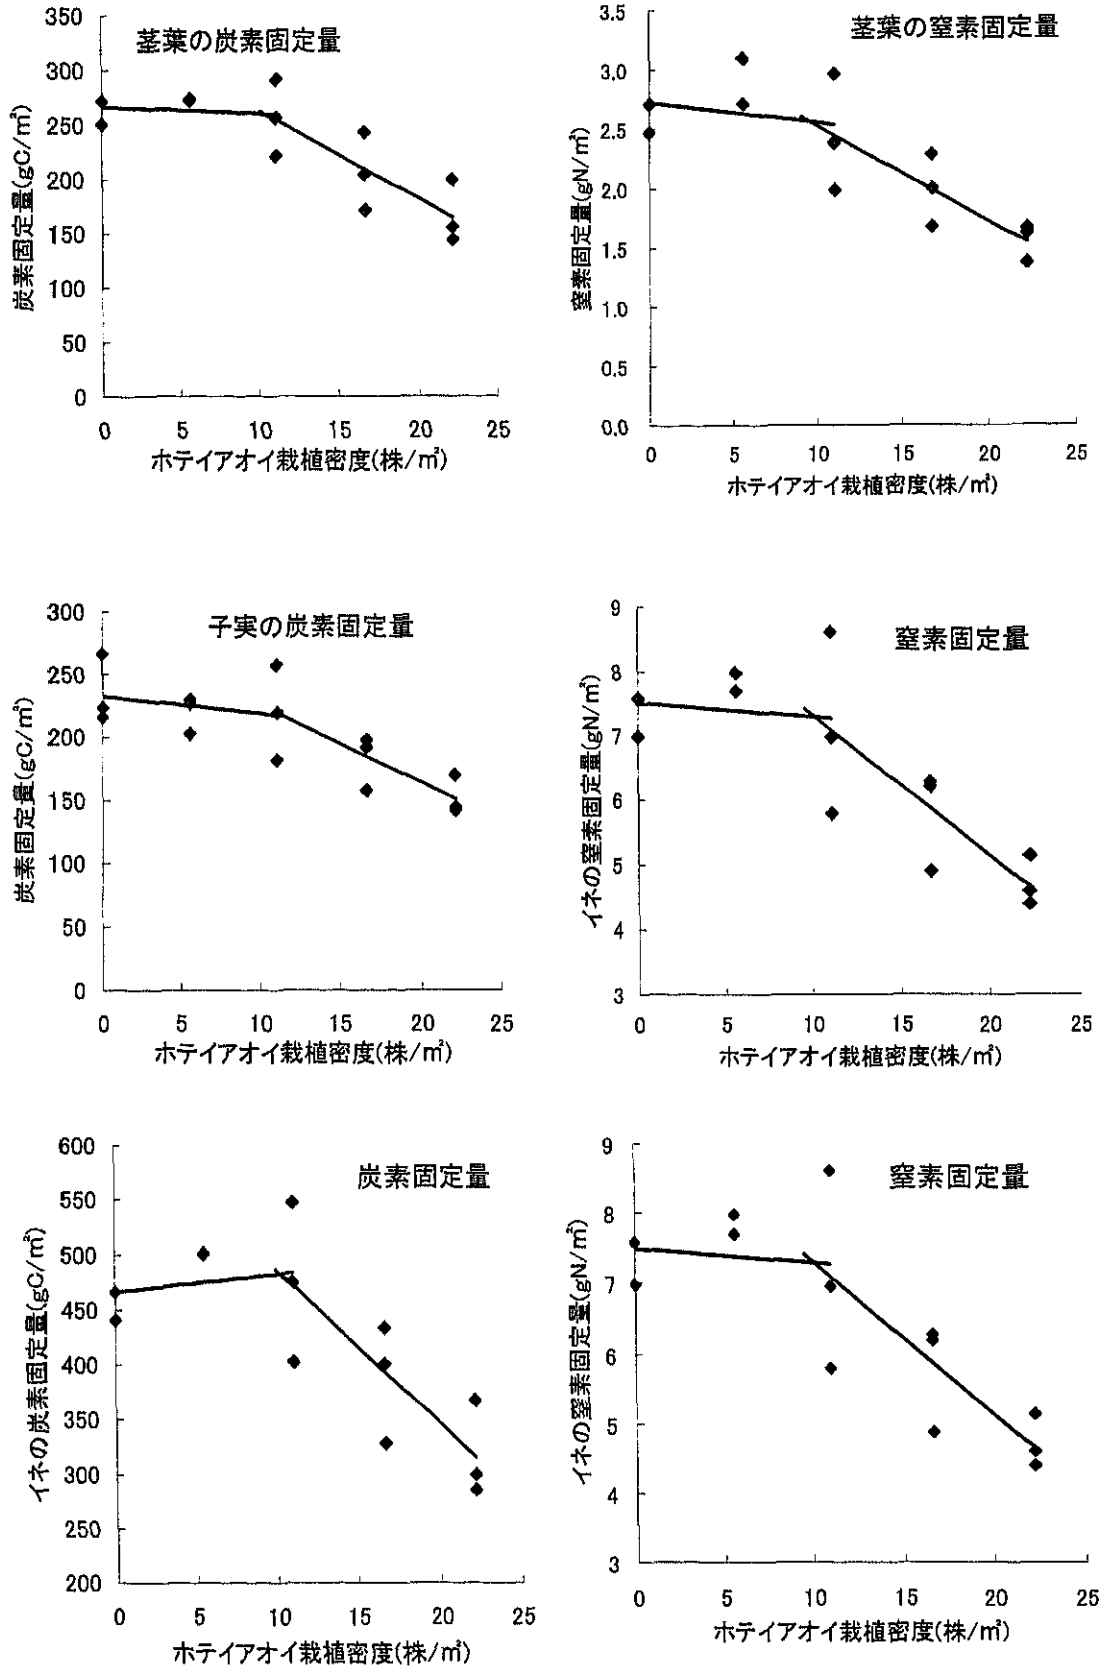 茎葉の炭素固定量
炭素固定量(gC/㎡)
350
300
250
200
150
100
50
0
0 5 10 15 20 25
ホテイアオイ栽植密度(株/㎡)
茎葉の窒素固定量
窒素固定量(gN/㎡)
3.5
3.0
2.5
2.0
1.5
1.0
0.5
0.0
0 5 10 15 20 25
ホテイアオイ栽植密度(株/㎡)
子実の炭素固定量
炭素固定量(gC/㎡)
300
250
200
150
100
50
0
0 5 10 15 20 25
ホテイアオイ栽植密度(株/㎡)
窒素固定量
イネの窒素固定量(gN/㎡)
9
8
7
6
5
4
3
0 5 10 15 20 25
ホテイアオイ栽植密度(株/㎡)
炭素固定量
イネの炭素固定量(gC/㎡)
600
550
500
450
400
350
300
250
200
0 5 10 15 20 25
ホテイアオイ栽植密度(株/㎡)
窒素固定量
イネの窒素固定量(gN/㎡)
9
8
7
6
5
4
3
0 5 10 15 20 25
ホテイアオイ栽植密度(株/㎡)